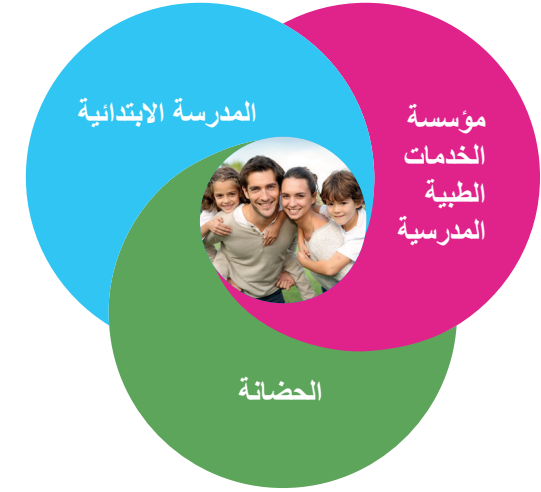 المدرسة الابتدائية
مؤسسة
الخدمات
الطبية
المدرسية
الحضانة